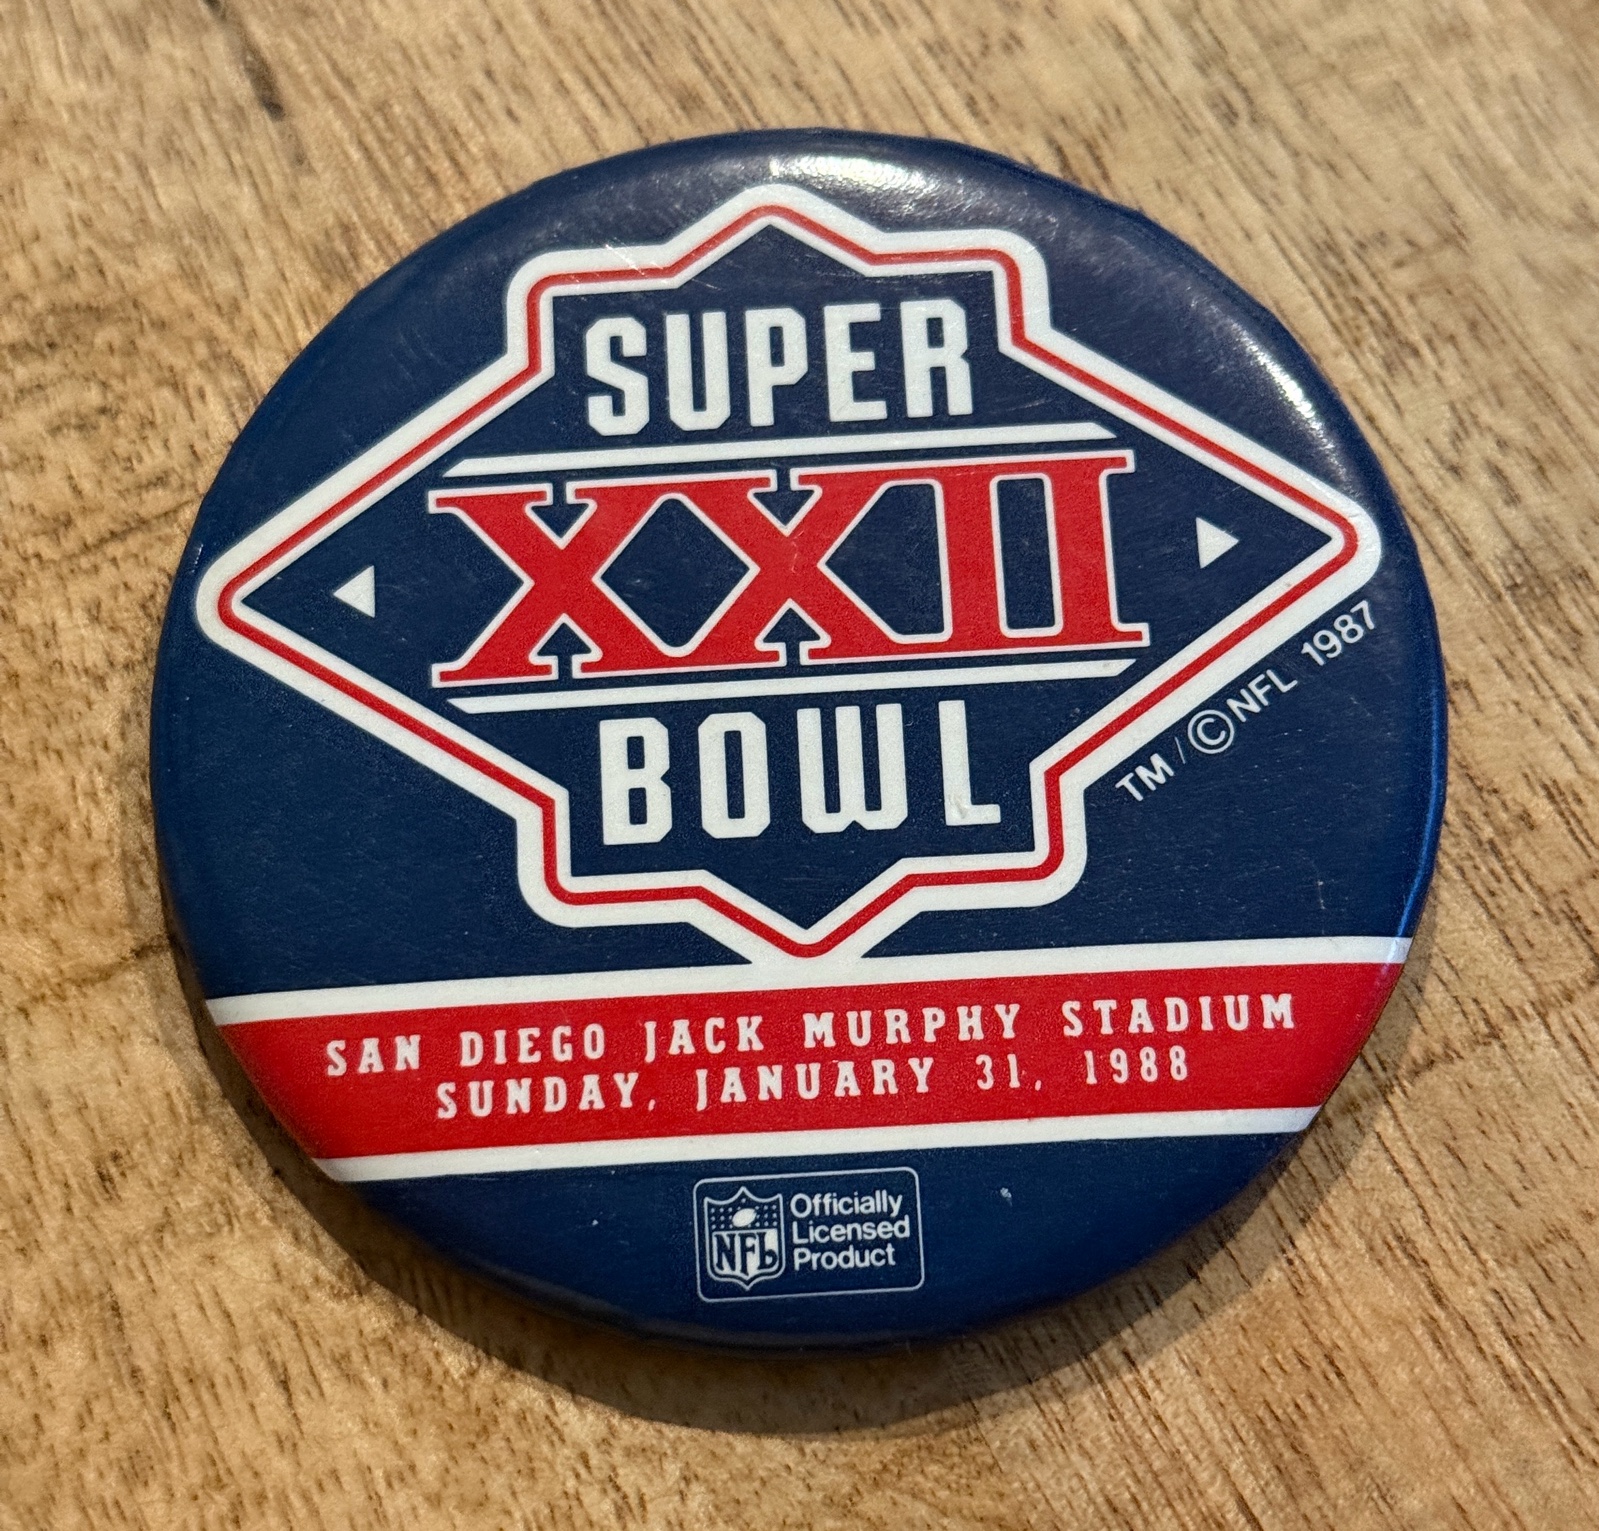 SUPER
XXII
BOWL
TM/©NFL 1987
SAN DIEGO JACK MURPHY STADIUM
SUNDAY, JANUARY 31, 1988
NFL
Officially
Licensed
Product